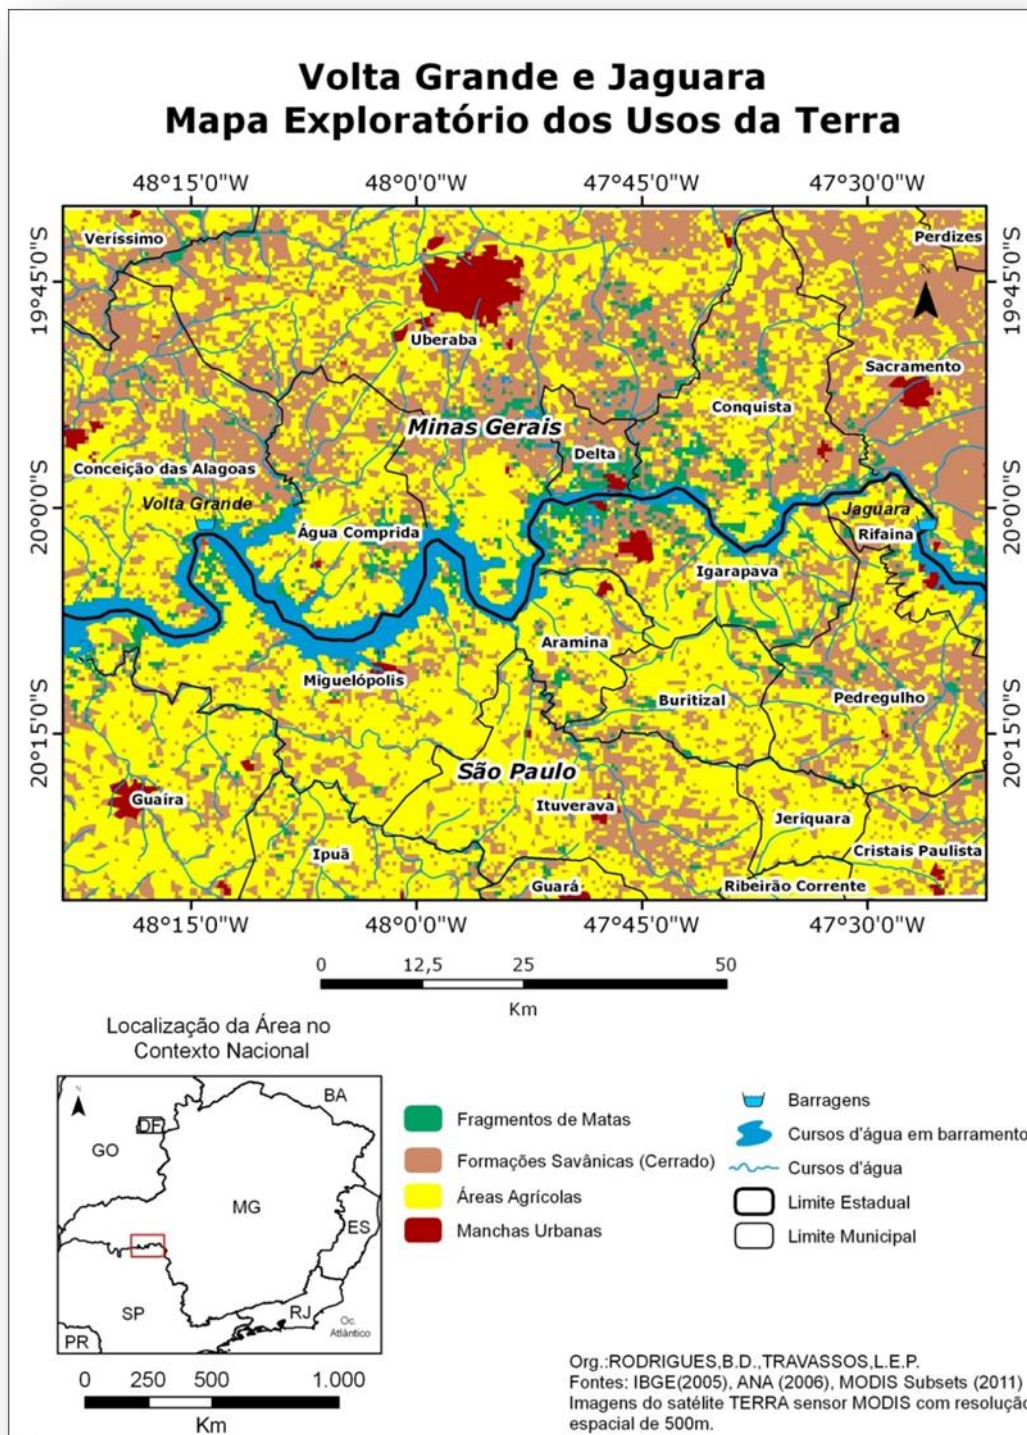 Volta Grande e Jaguara
Mapa Exploratório dos Usos da Terra
48°15'0"W 48°0'0"W 47°45'0"W 47°30'0"W
19°45'0"S
20°0'0"S
20°15'0"S
19°45'0"S
20°0'0"S
20°15'0"S
Veríssimo
Perdizes
N
Uberaba
Sacramento
Conquista
Minas Gerais
Delta
Conceição das Alagoas
Volta Grande
Jaguara
Água Comprida
Rifaina
Igarapava
Aramina
Miguelópolis
Buritizal
Pedregulho
São Paulo
Guaíra
Ituverava
Jeriquara
Ipuã
Cristais Paulista
Guará
Ribeirão Corrente
48°15'0"W 48°0'0"W 47°45'0"W 47°30'0"W
0 12,5 25 50
Km
Localização da Área no
Contexto Nacional
N
BA
DF
GO
MG
ES
SP
RJ
Oc.
Atlântico
PR
0 250 500 1.000
Km
Fragmentos de Matas
Formações Savânicas (Cerrado)
Áreas Agrícolas
Manchas Urbanas
Barragens
Cursos d'água em barramento
Cursos d'água
Limite Estadual
Limite Municipal
Org.:RODRIGUES,B.D.,TRAVASSOS,L.E.P.
Fontes: IBGE(2005), ANA (2006), MODIS Subsets (2011)
Imagens do satélite TERRA sensor MODIS com resolução
espacial de 500m.